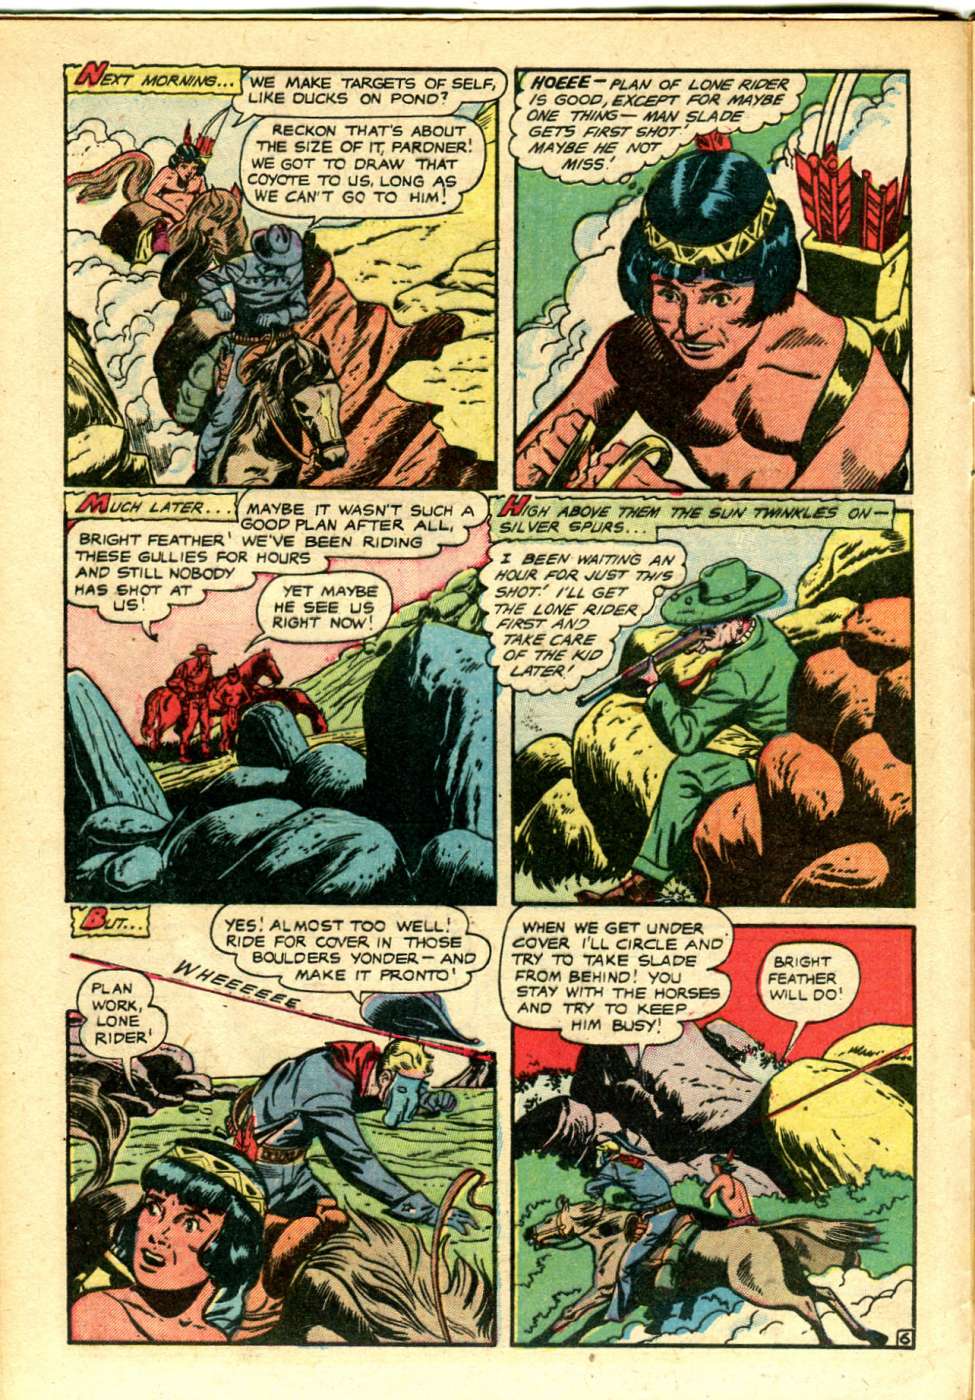 NEXT MORNING...
WE MAKE TARGETS OF SELF,
LIKE DUCKS ON POND?
RECKON THAT'S ABOUT
THE SIZE OF IT, PARDNER!
WE GOT TO DRAW THAT
COYOTE TO US, LONG AS
WE CAN'T GO TO HIM!
HOEEE — PLAN OF LONE RIDER
IS GOOD, EXCEPT FOR MAYBE
ONE THING — MAN SLADE
GETS FIRST SHOT!
MAYBE HE NOT
MISS!
MUCH LATER...
MAYBE IT WASN'T SUCH A
GOOD PLAN AFTER ALL,
BRIGHT FEATHER! WE'VE BEEN RIDING
THESE GULLIES FOR HOURS
AND STILL NOBODY
HAS SHOT AT
US!
YET MAYBE
HE SEE US
RIGHT NOW!
HIGH ABOVE THEM THE SUN TWINKLES ON —
SILVER SPURS...
I BEEN WAITING AN
HOUR FOR JUST THIS
SHOT! I'LL GET
THE LONE RIDER
FIRST AND
TAKE CARE
OF THE KID
LATER!
BUT...
PLAN
WORK,
LONE
RIDER!
YES! ALMOST TOO WELL!
RIDE FOR COVER IN THOSE
BOULDERS YONDER — AND
MAKE IT PRONTO!
WHEEEEEEE
WHEN WE GET UNDER
COVER I'LL CIRCLE AND
TRY TO TAKE SLADE
FROM BEHIND! YOU
STAY WITH THE HORSES
AND TRY TO KEEP
HIM BUSY!
BRIGHT
FEATHER
WILL DO!
6